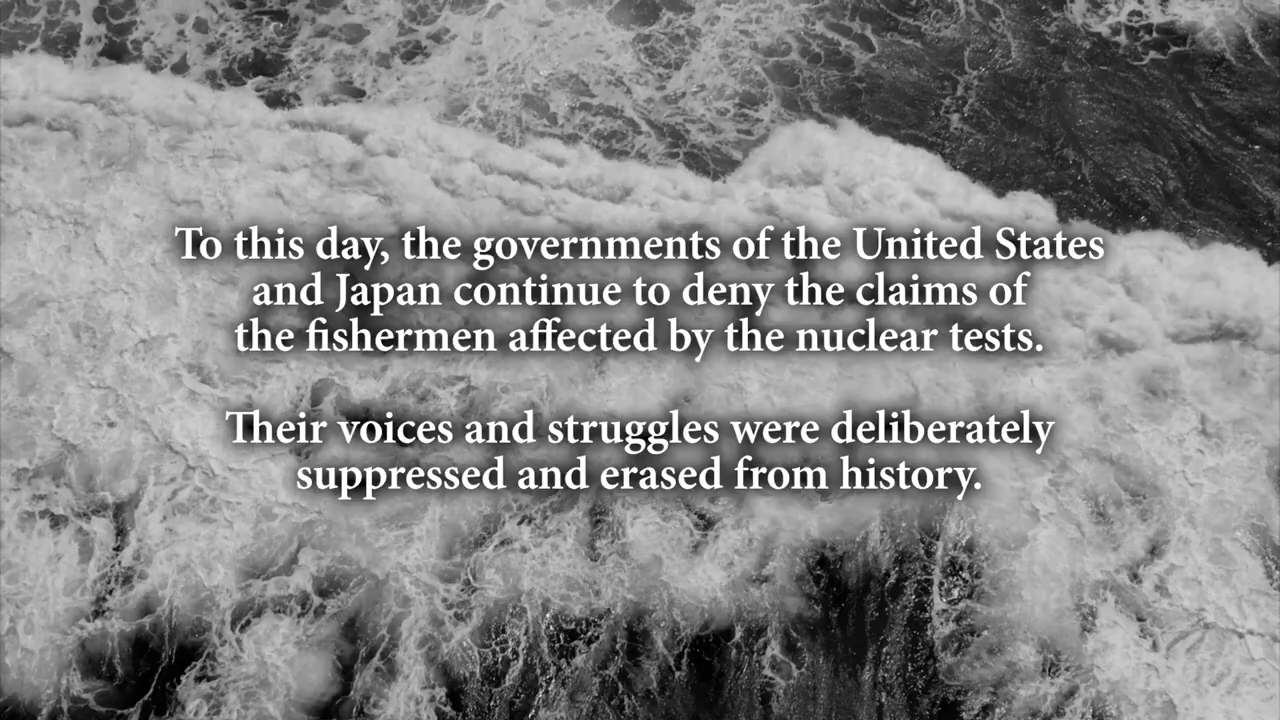 To this day, the governments of the United States
and Japan continue to deny the claims of
the fishermen affected by the nuclear tests.
Their voices and struggles were deliberately
suppressed and erased from history.